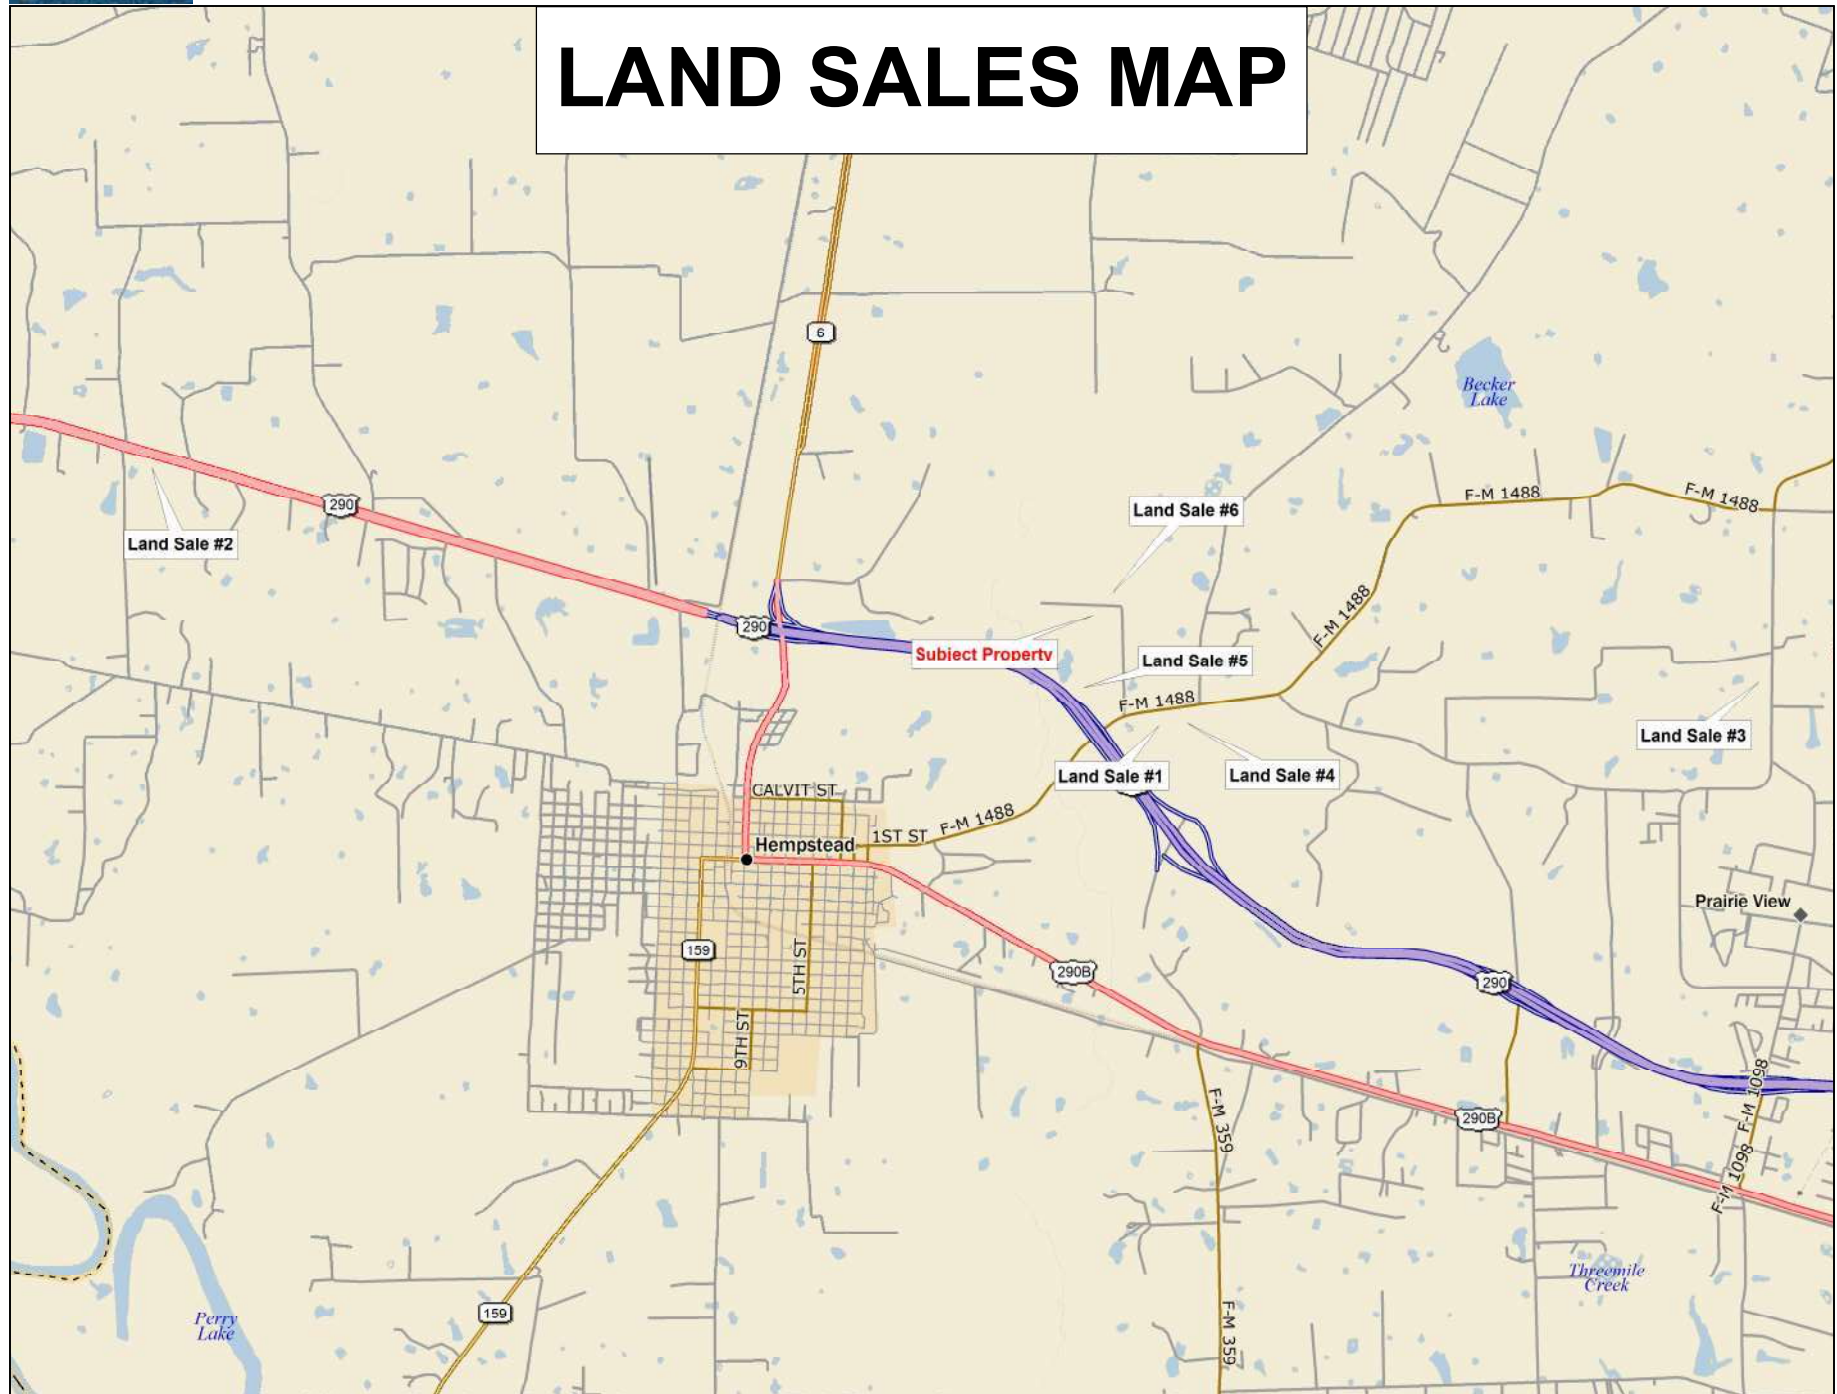 LAND SALES MAP
6
Becker
Lake
F-M 1488
F-M 1488
290
Land Sale #6
Land Sale #2
F-M 1488
290
Subject Property
Land Sale #5
F-M 1488
Land Sale #3
Land Sale #1
Land Sale #4
CALVIT ST
1ST ST
F-M 1488
Hempstead
Prairie View
159
5TH ST
290B
290
9TH ST
F-M 1098
F-M 359
290B
F-M 1098
Threemile
Creek
159
Perry
Lake
F-M 359